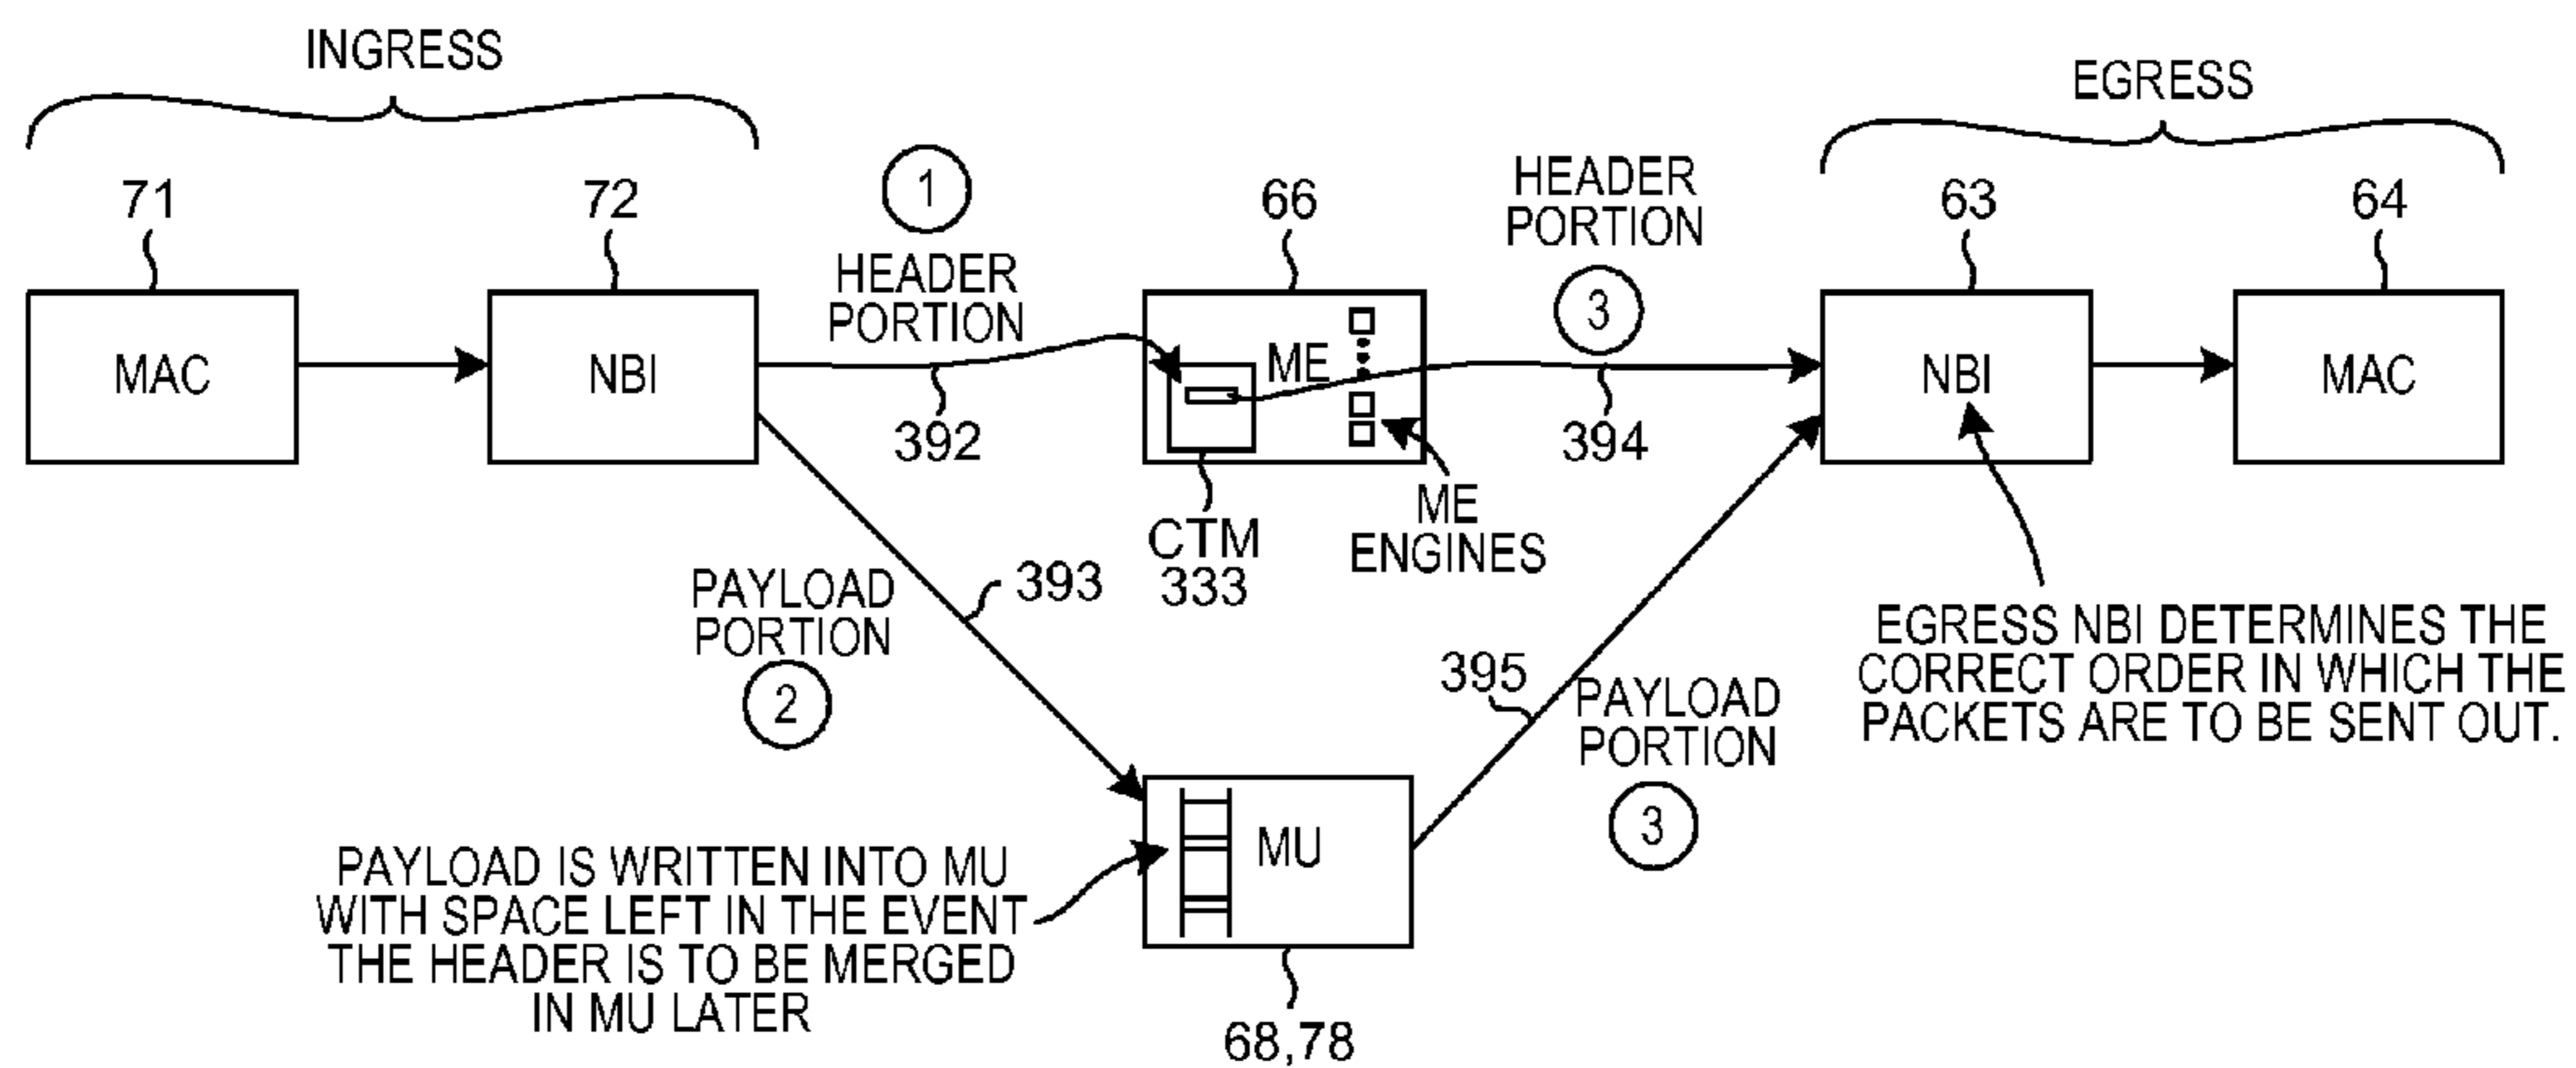 INGRESS
EGRESS
71
72
1
HEADER
PORTION
66
HEADER
PORTION
3
63
64
MAC
NBI
ME
NBI
MAC
392
394
CTM
333
ME
ENGINES
PAYLOAD
PORTION
2
393
395
PAYLOAD
PORTION
3
EGRESS NBI DETERMINES THE
CORRECT ORDER IN WHICH THE
PACKETS ARE TO BE SENT OUT.
PAYLOAD IS WRITTEN INTO MU
WITH SPACE LEFT IN THE EVENT
THE HEADER IS TO BE MERGED
IN MU LATER
MU
68,78